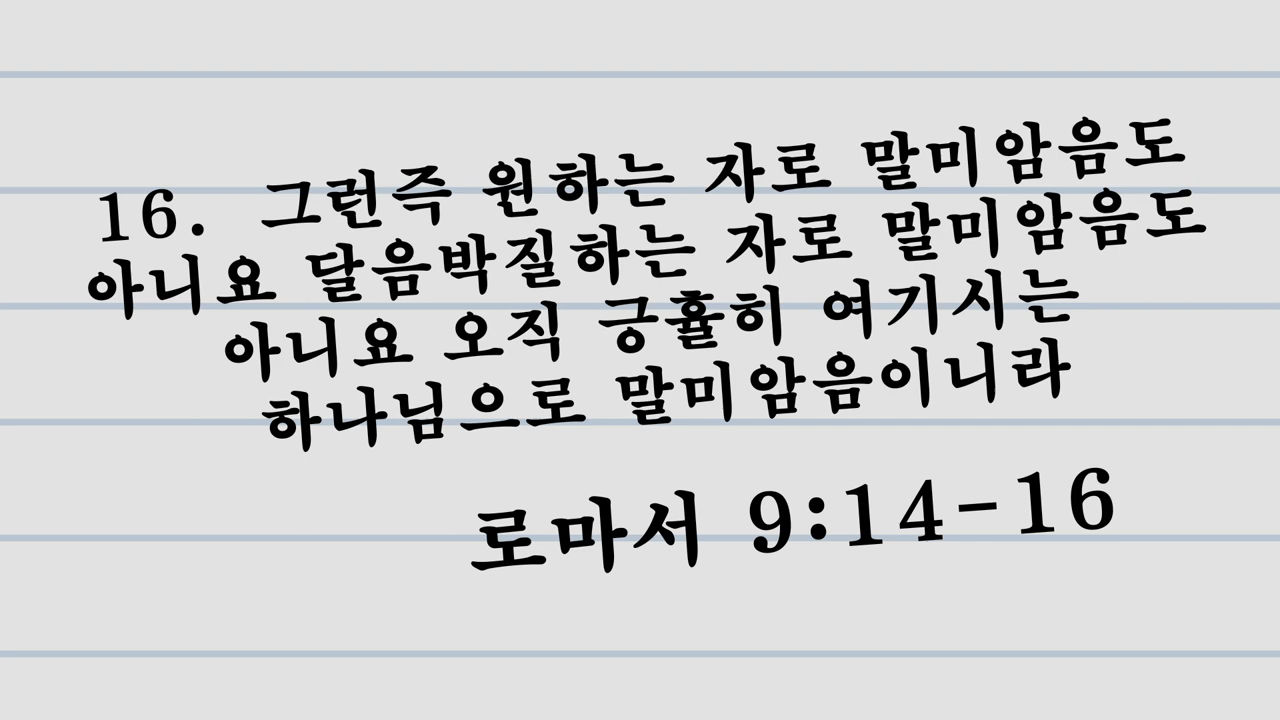 16. 그런즉 원하는 자로 말미암음도
아니요 달음박질하는 자로 말미암음도
아니요 오직 긍휼히 여기시는
하나님으로 말미암음이니라
로마서 9:14-16